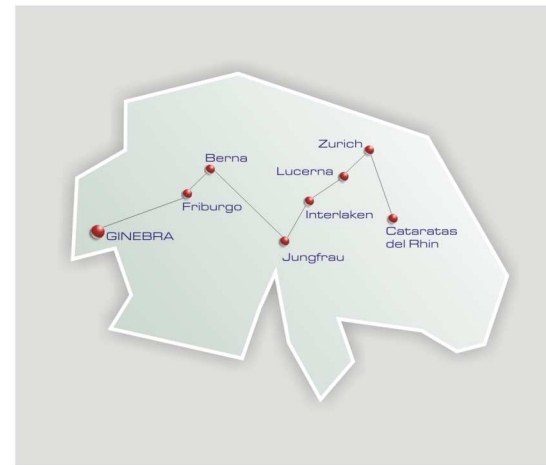 Zurich
Berna
Lucerna
Friburgo
Interlaken
GINEBRA
Cataratas
del Rhin
Jungfrau